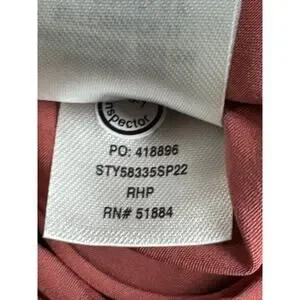 Inspector
PO: 418896
STY58335SP22
RHP
RN# 51884